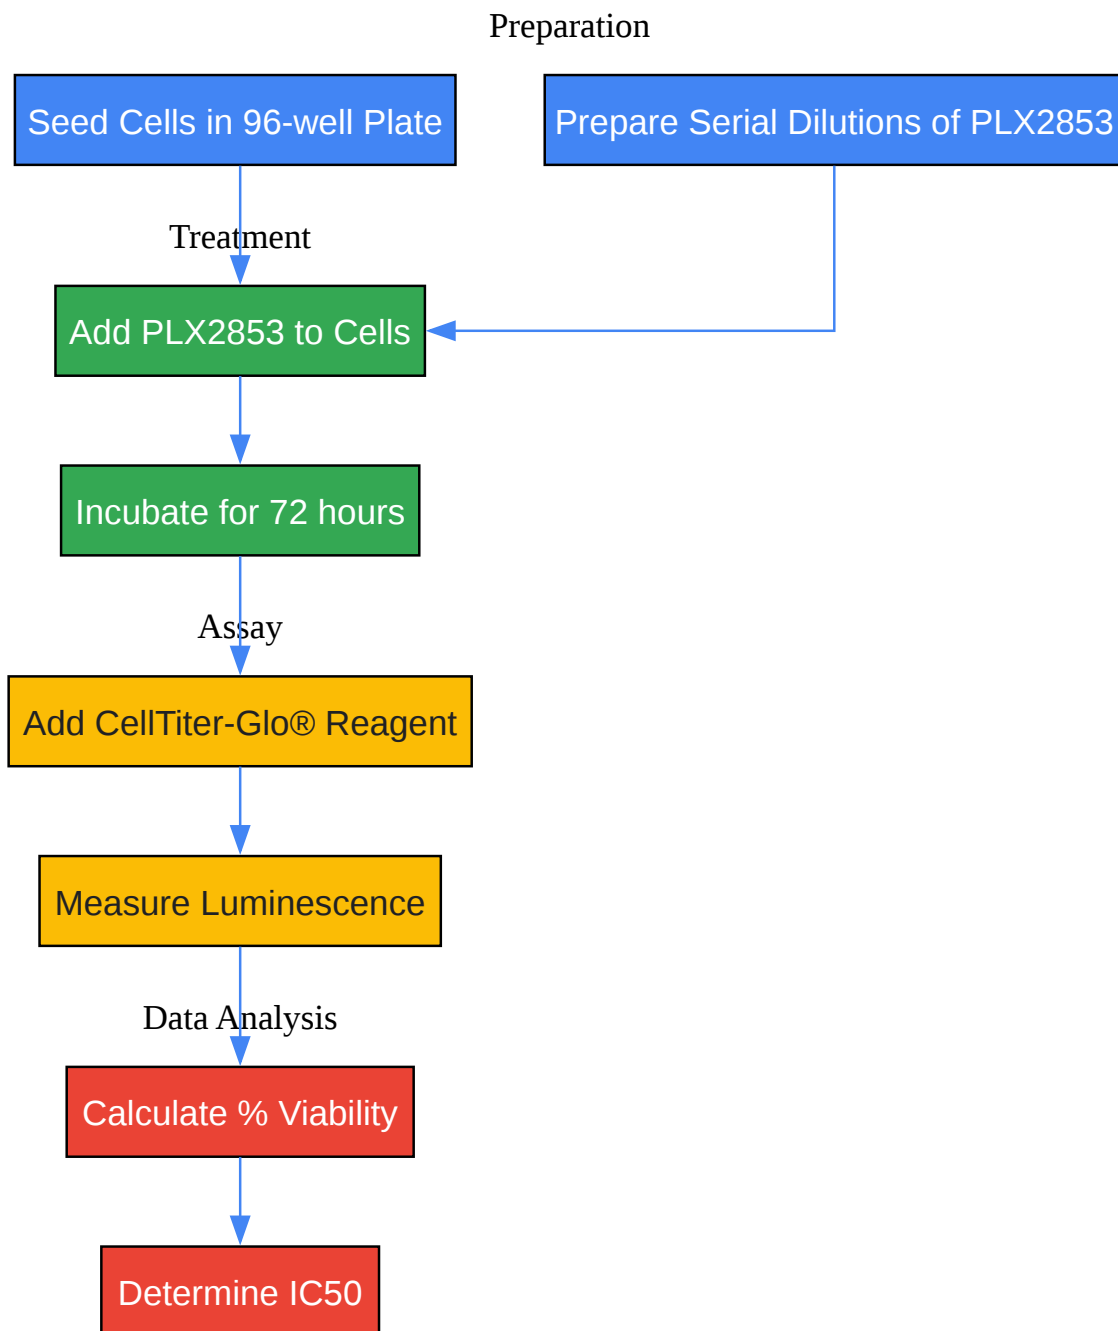 Preparation
Seed Cells in 96-well Plate
Prepare Serial Dilutions of PLX2853
Treatment
Add PLX2853 to Cells
Incubate for 72 hours
Assay
Add CellTiter-Glo® Reagent
Measure Luminescence
Data Analysis
Calculate % Viability
Determine IC50